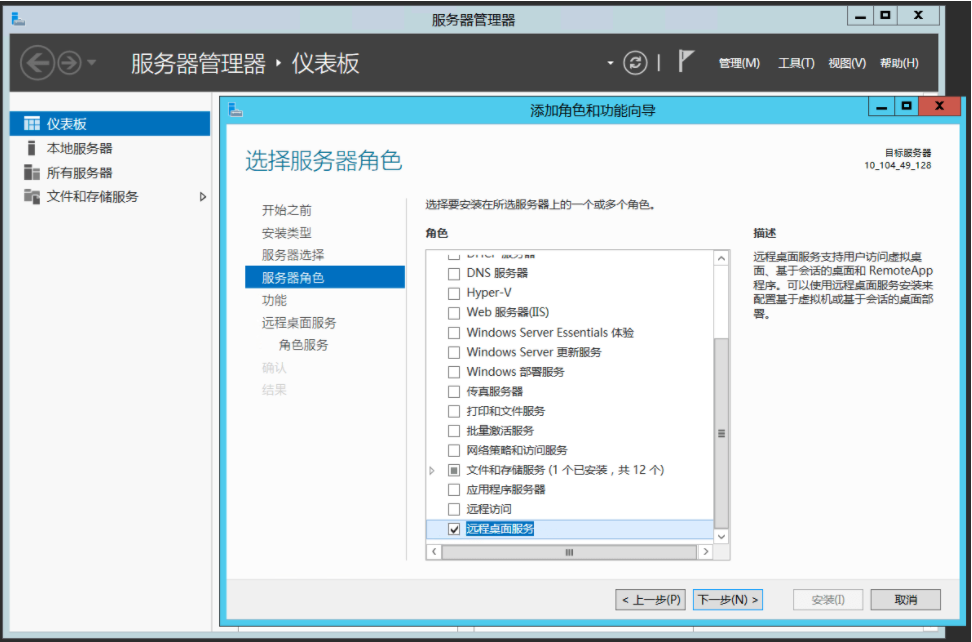 服务器管理器
服务器管理器 · 仪表板
管理(M) 工具(T) 视图(V) 帮助(H)
仪表板
本地服务器
所有服务器
文件和存储服务
添加角色和功能向导
选择服务器角色
目标服务器
10_104_49_128
开始之前
安装类型
服务器选择
服务器角色
功能
远程桌面服务
角色服务
确认
结果
选择要安装在所选服务器上的一个或多个角色。
角色
DHCP 服务器
DNS 服务器
Hyper-V
Web 服务器(IIS)
Windows Server Essentials 体验
Windows Server 更新服务
Windows 部署服务
传真服务器
打印和文件服务
批量激活服务
网络策略和访问服务
文件和存储服务 (1 个已安装，共 12 个)
应用程序服务器
远程访问
远程桌面服务
描述
远程桌面服务支持用户访问虚拟桌
面、基于会话的桌面和 RemoteApp
程序。可以使用远程桌面服务安装来
配置基于虚拟机或基于会话的桌面部
署。
< 上一步(P) 下一步(N) > 安装(I) 取消